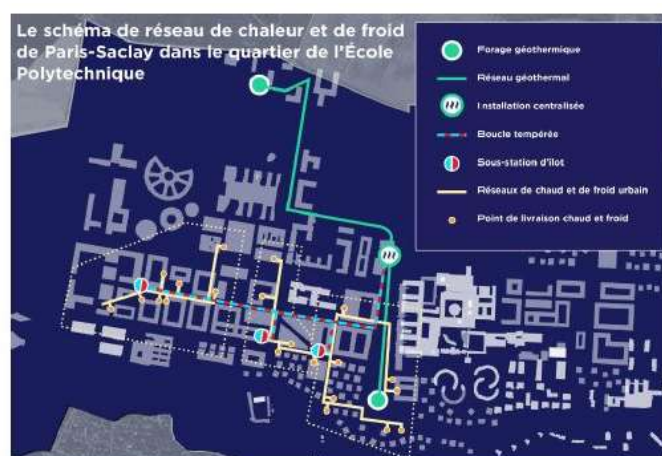 Le schéma de réseau de chaleur et de froid
de Paris-Saclay dans le quartier de l'École
Polytechnique
Forage géothermique
Réseau géothermal
Installation centralisée
Boucle tempérée
Sous-station d'îlot
Réseaux de chaud et de froid urbain
Point de livraison chaud et froid